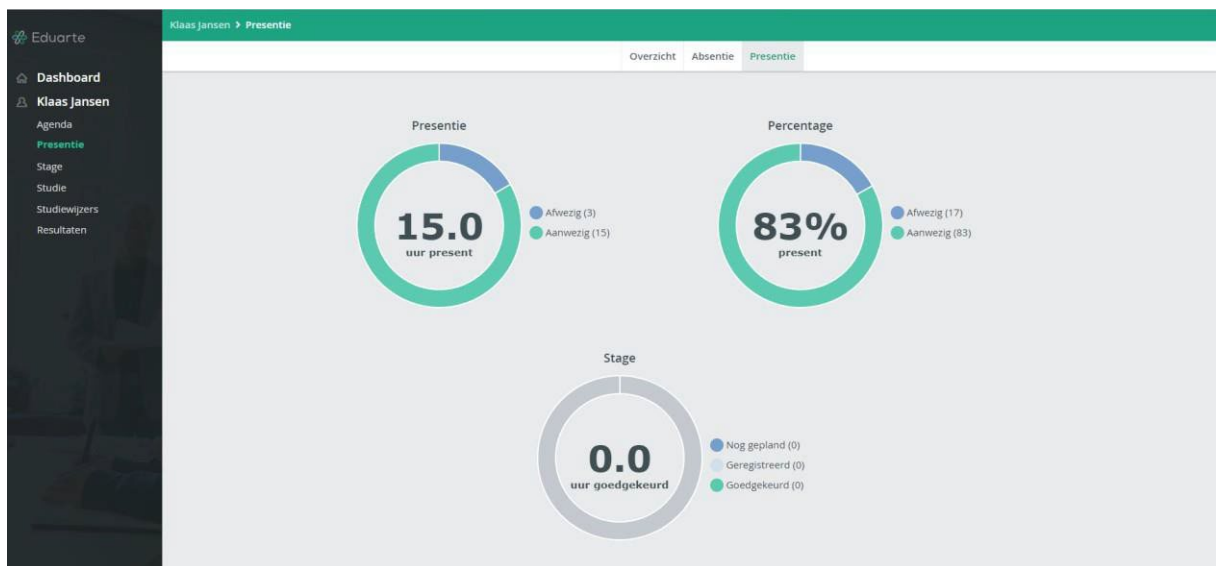 Eduarte
Dashboard
Klaas Jansen
Agenda
Presentie
Stage
Studie
Studiewijzers
Resultaten
Klaas Jansen > Presentie
Overzicht Absentie Presentie
Presentie
15.0
uur present
Afwezig (3)
Aanwezig (15)
Percentage
83%
present
Afwezig (17)
Aanwezig (83)
Stage
0.0
uur goedgekeurd
Nog gepland (0)
Geregistreerd (0)
Goedgekeurd (0)